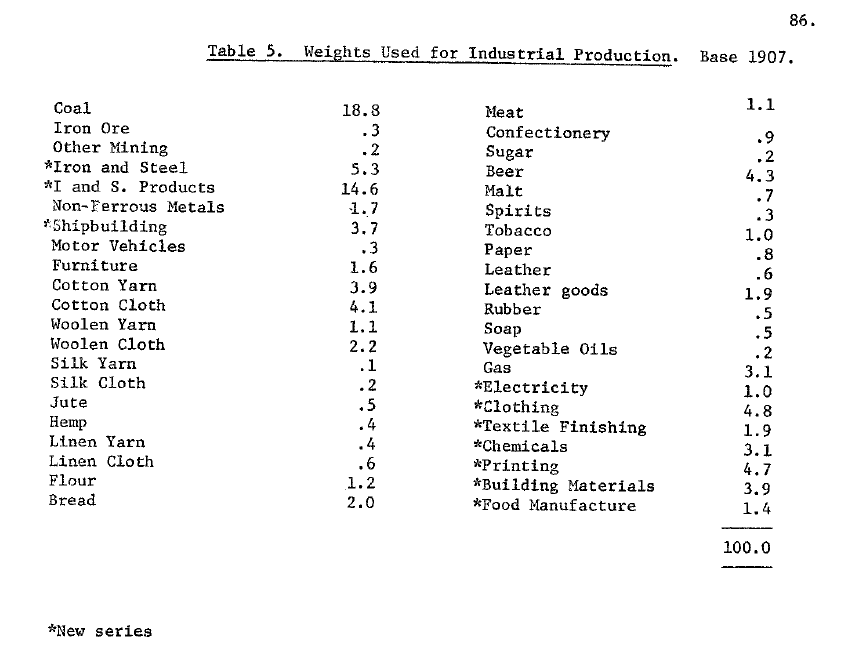 86.
Table 5. Weights Used for Industrial Production. Base 1907.
Coal 18.8
Iron Ore .3
Other Mining .2
*Iron and Steel 5.3
*I and S. Products 14.6
Non-Ferrous Metals 1.7
*Shipbuilding 3.7
Motor Vehicles .3
Furniture 1.6
Cotton Yarn 3.9
Cotton Cloth 4.1
Woolen Yarn 1.1
Woolen Cloth 2.2
Silk Yarn .1
Silk Cloth .2
Jute .5
Hemp .4
Linen Yarn .4
Linen Cloth .6
Flour 1.2
Bread 2.0
Meat 1.1
Confectionery .9
Sugar .2
Beer 4.3
Malt .7
Spirits .3
Tobacco 1.0
Paper .8
Leather .6
Leather goods 1.9
Rubber .5
Soap .5
Vegetable Oils .2
Gas 3.1
*Electricity 1.0
*Clothing 4.8
*Textile Finishing 1.9
*Chemicals 3.1
*Printing 4.7
*Building Materials 3.9
*Food Manufacture 1.4
100.0
*New series